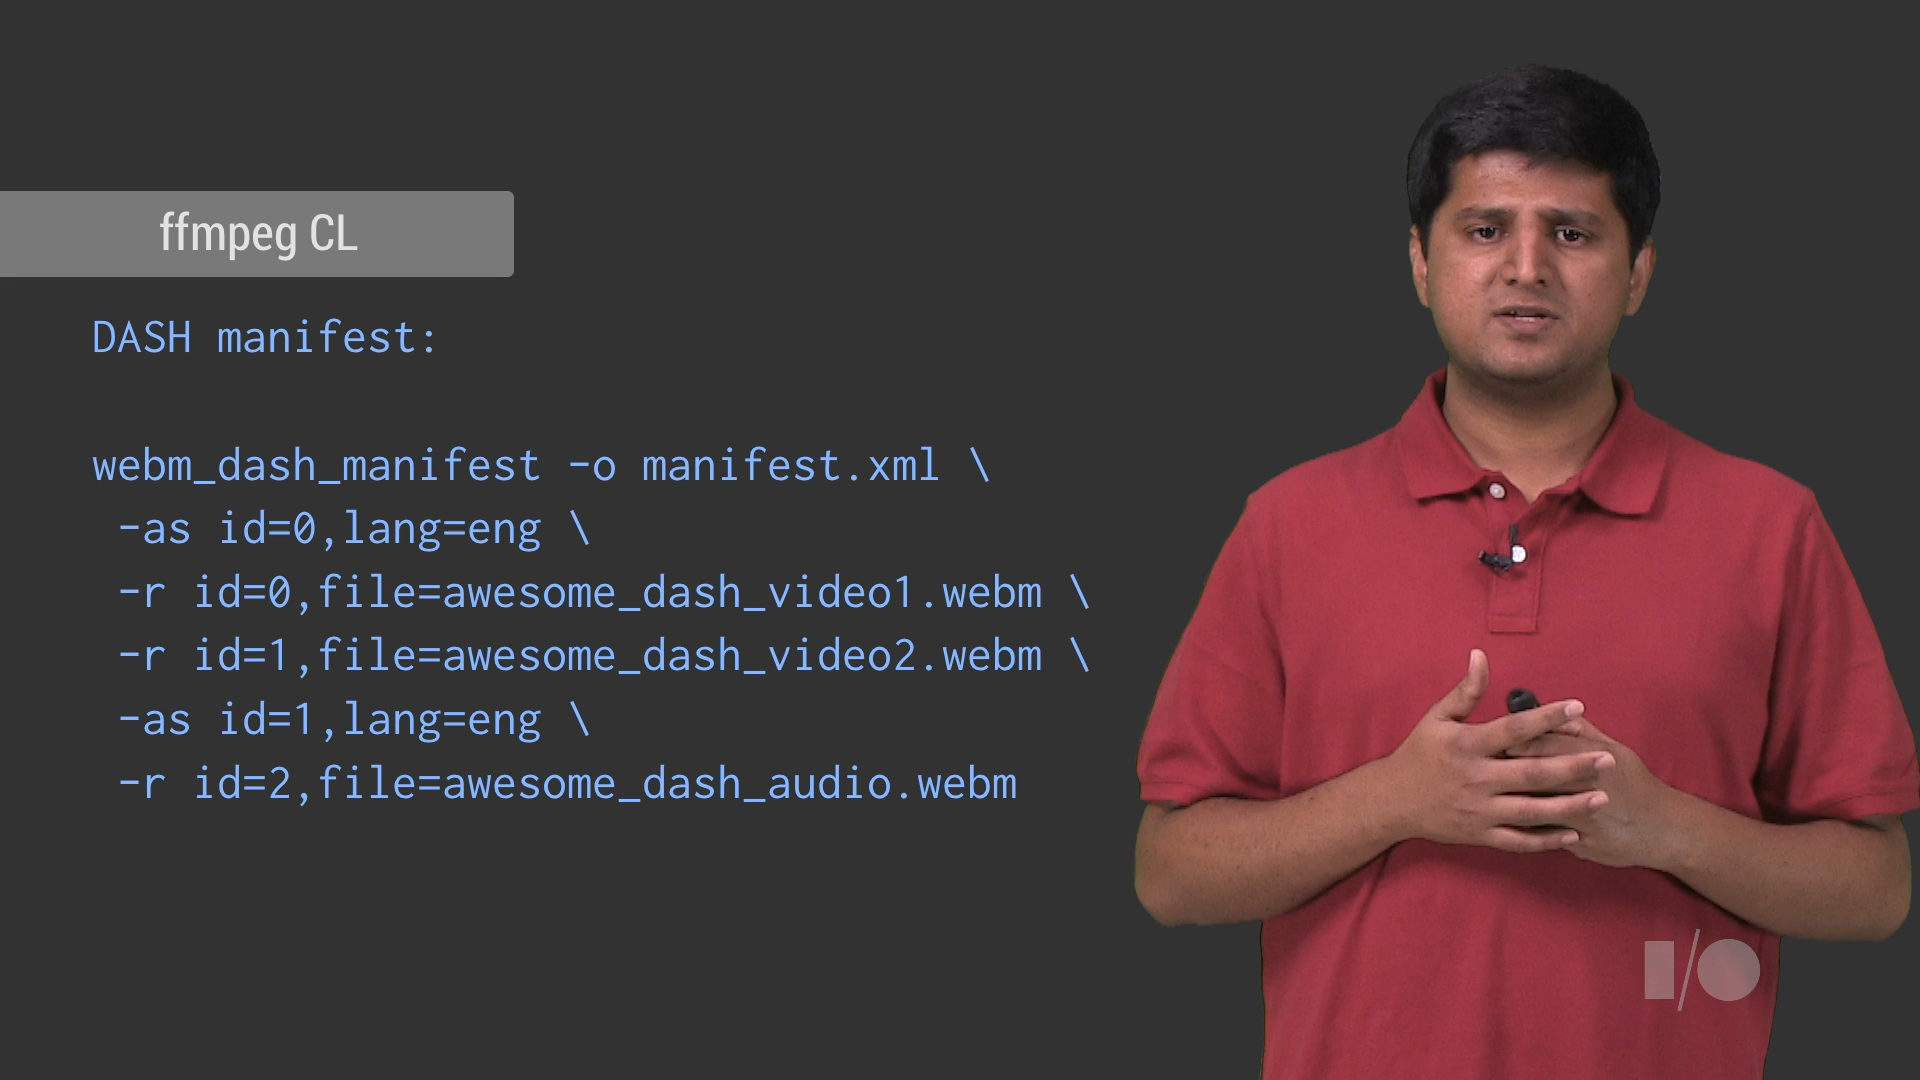 ffmpeg CL
DASH manifest:
webm_dash_manifest -o manifest.xml \
-as id=0,lang=eng \
-r id=0,file=awesome_dash_video1.webm \
-r id=1,file=awesome_dash_video2.webm \
-as id=1,lang=eng \
-r id=2,file=awesome_dash_audio.webm
I/O